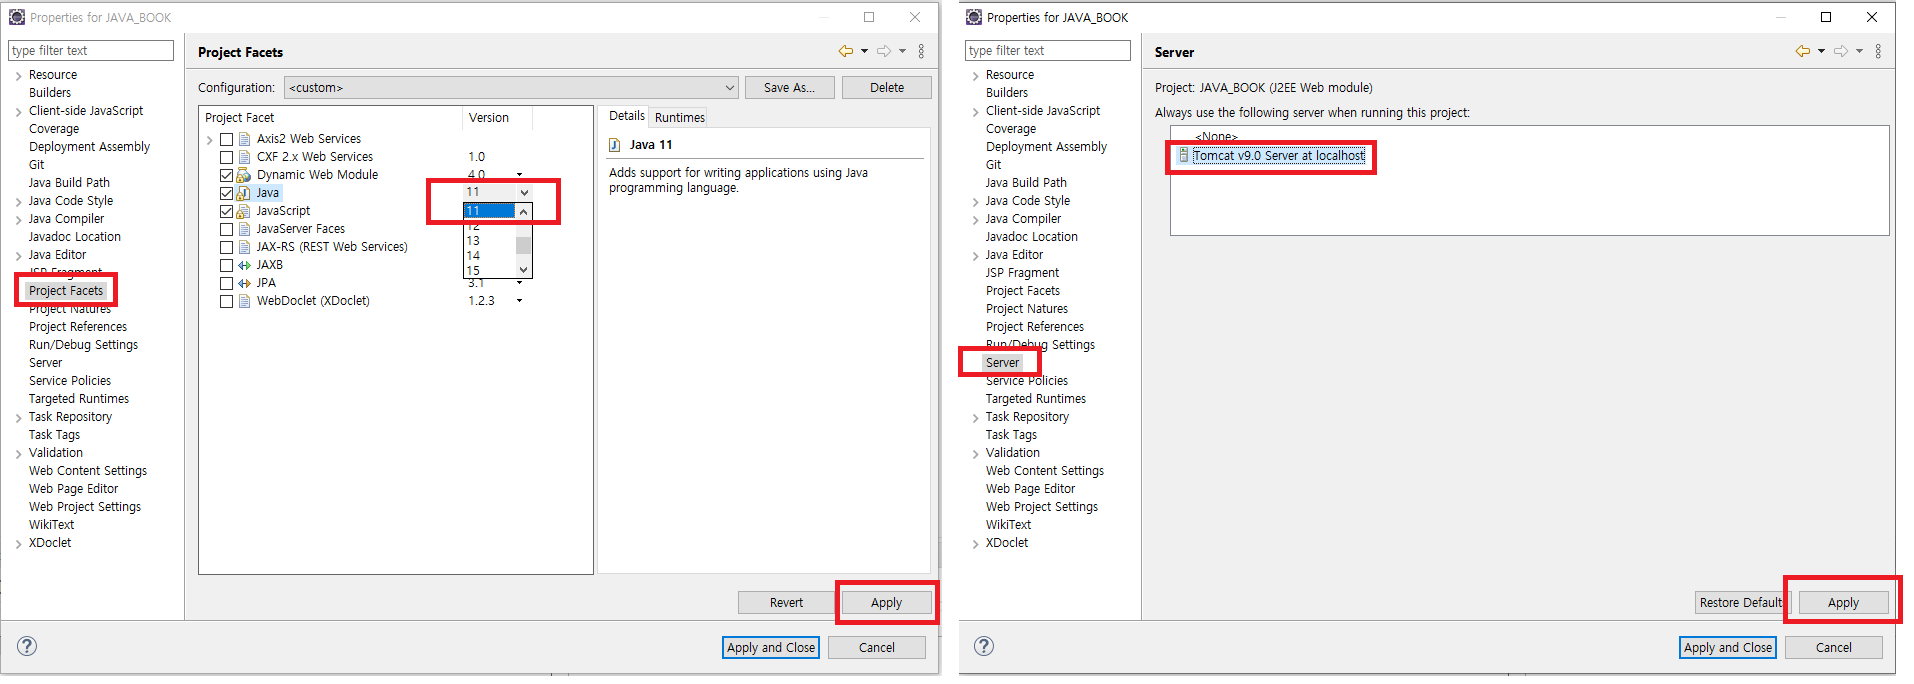 Properties for JAVA_BOOK
type filter text
Resource
Builders
Client-side JavaScript
Coverage
Deployment Assembly
Git
Java Build Path
Java Code Style
Java Compiler
Javadoc Location
Java Editor
JSP Fragment
Project Facets
Project Natures
Project References
Run/Debug Settings
Server
Service Policies
Targeted Runtimes
Task Repository
Task Tags
Validation
Web Content Settings
Web Page Editor
Web Project Settings
WikiText
XDoclet
Project Facets
Configuration: <custom> Save As... Delete
Project Facet Version
Axis2 Web Services
CXF 2.x Web Services 1.0
Dynamic Web Module 4.0
Java 11
JavaScript
JavaServer Faces
JAX-RS (REST Web Services)
JAXB
JPA 3.1
WebDoclet (XDoclet) 1.2.3
11
12
13
14
15
Details Runtimes
Java 11
Adds support for writing applications using Java
programming language.
Revert Apply
Apply and Close Cancel
Properties for JAVA_BOOK
type filter text
Resource
Builders
Client-side JavaScript
Coverage
Deployment Assembly
Git
Java Build Path
Java Code Style
Java Compiler
Javadoc Location
Java Editor
JSP Fragment
Project Facets
Project Natures
Project References
Run/Debug Settings
Server
Service Policies
Targeted Runtimes
Task Repository
Task Tags
Validation
Web Content Settings
Web Page Editor
Web Project Settings
WikiText
XDoclet
Server
Project: JAVA_BOOK (J2EE Web module)
Always use the following server when running this project:
<None>
Tomcat v9.0 Server at localhost
Restore Defaults Apply
Apply and Close Cancel